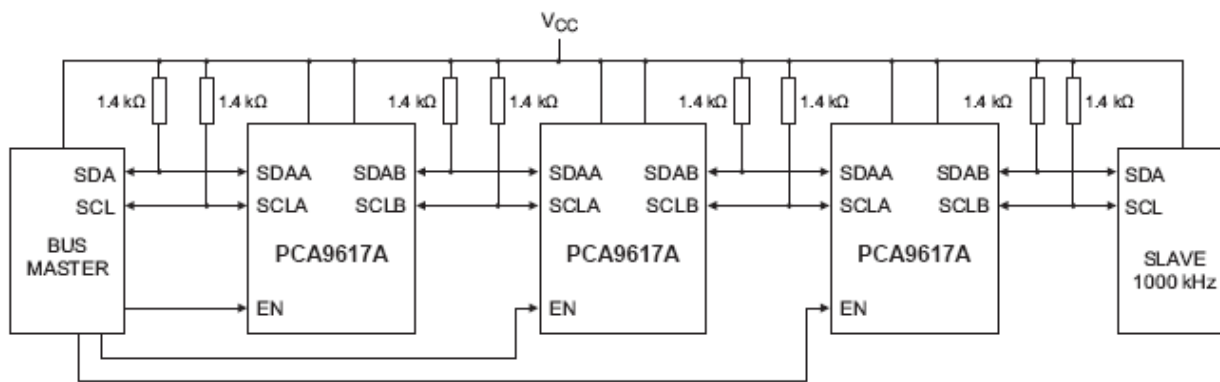 VCC
1.4 kΩ 1.4 kΩ 1.4 kΩ 1.4 kΩ 1.4 kΩ 1.4 kΩ 1.4 kΩ 1.4 kΩ
SDA SDAA SDAB SDAA SDAB SDAA SDAB SDA
SCL SCLA SCLB SCLA SCLB SCLA SCLB SCL
BUS
MASTER
PCA9617A PCA9617A PCA9617A
SLAVE
1000 kHz
EN EN EN